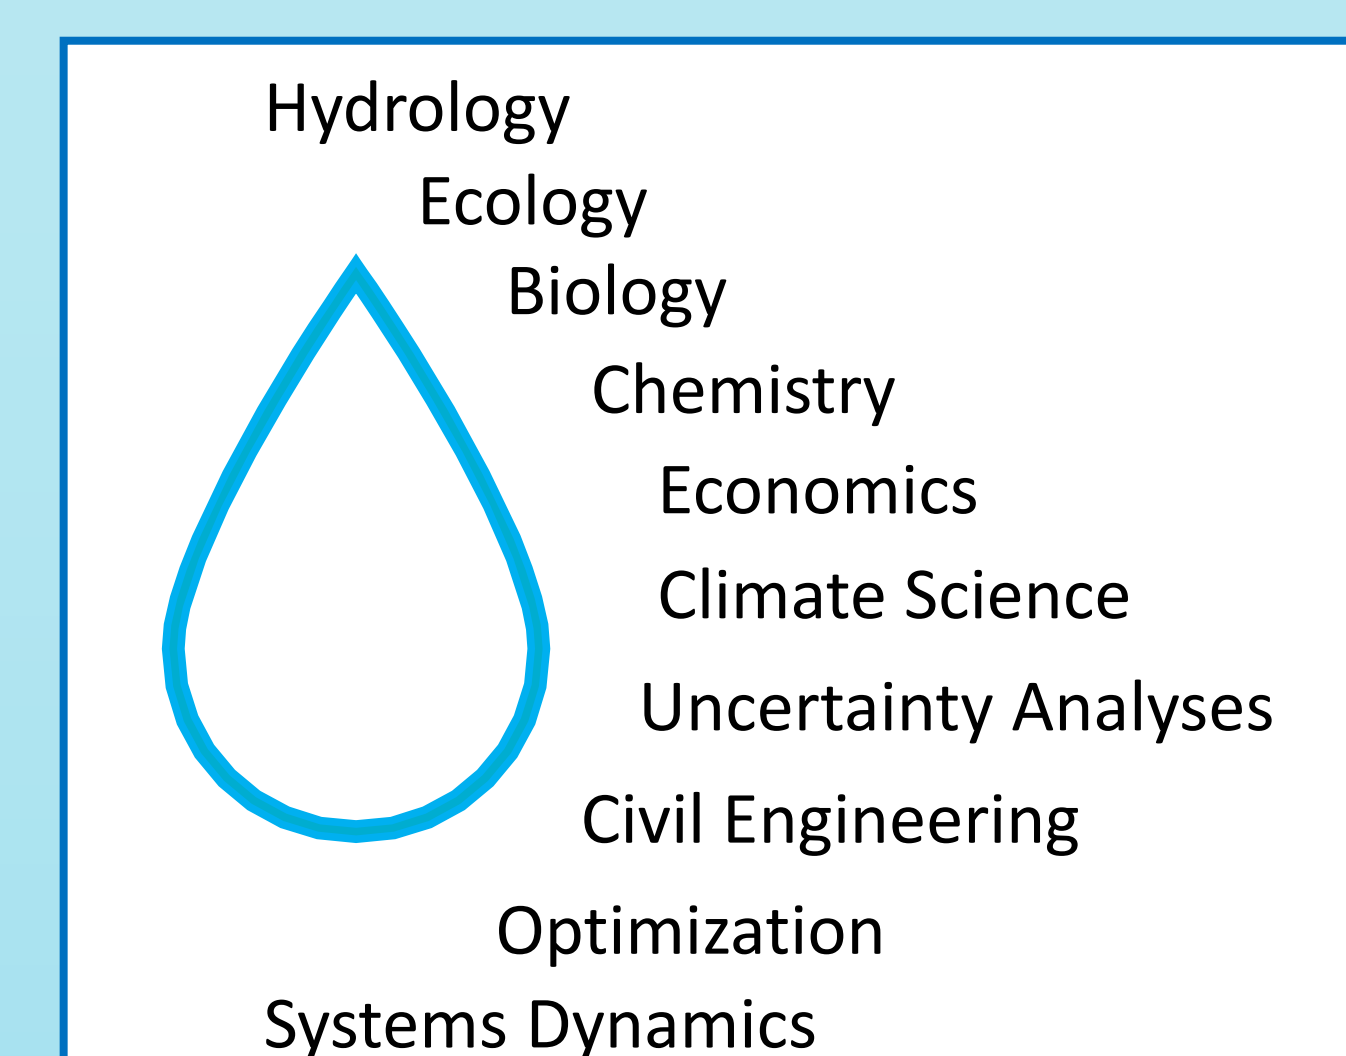 Hydrology
Ecology
Biology
Chemistry
Economics
Climate Science
Uncertainty Analyses
Civil Engineering
Optimization
Systems Dynamics